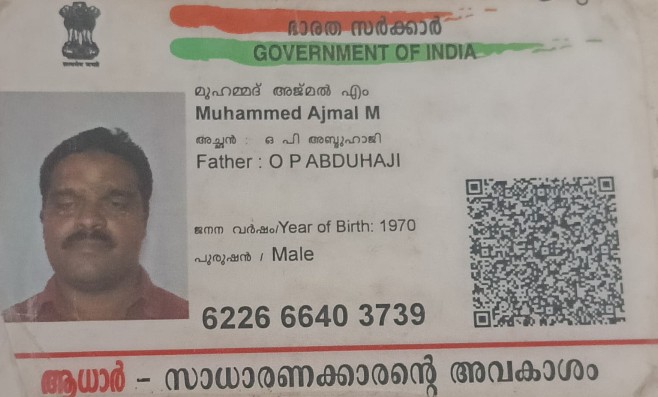 ഭാരത സർക്കാർ
GOVERNMENT OF INDIA
മുഹമ്മദ് അജ്മൽ എം
Muhammed Ajmal M
അച്ഛൻ : ഒ പി അബ്ദുഹാജി
Father : O P ABDUHAJI
ജനന വർഷം/Year of Birth: 1970
പുരുഷൻ / Male
6226 6640 3739
ആധാർ - സാധാരണക്കാരന്റെ അവകാശം